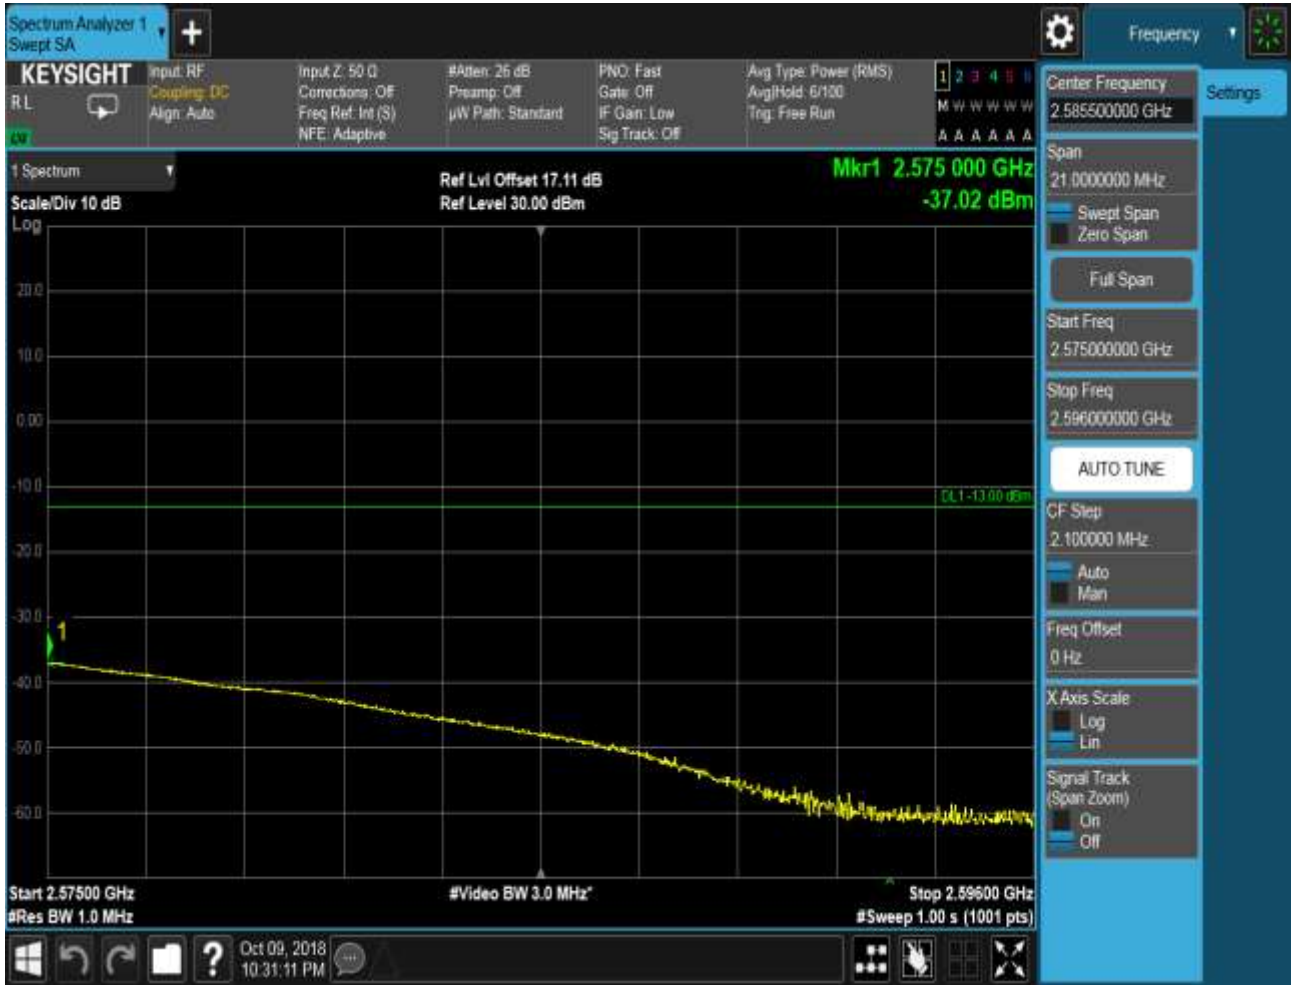 Spectrum Analyzer 1
Swept SA
Frequency
KEYSIGHT
RL
Input: RF
Coupling: DC
Align: Auto
Input Z: 50 Ω
Corrections: Off
Freq Ref: Int (S)
NFE: Adaptive
#Atten: 26 dB
Preamp: Off
µW Path: Standard
PNO: Fast
Gate: Off
IF Gain: Low
Sig Track: Off
Avg Type: Power (RMS)
Avg|Hold: 6/100
Trig: Free Run
1 2 3 4 5 6
M W W W W W
A A A A A A
1 Spectrum
Scale/Div 10 dB
Log
Ref Lvl Offset 17.11 dB
Ref Level 30.00 dBm
Mkr1 2.575 000 GHz
-37.02 dBm
20.0
10.0
0.00
-10.0
-20.0
-30.0
-40.0
-50.0
-60.0
DL1 -13.00 dBm
1
Start 2.57500 GHz
#Res BW 1.0 MHz
#Video BW 3.0 MHz*
Stop 2.59600 GHz
#Sweep 1.00 s (1001 pts)
Oct 09, 2018
10:31:11 PM
Center Frequency
2.585500000 GHz
Settings
Span
21.0000000 MHz
Swept Span
Zero Span
Full Span
Start Freq
2.575000000 GHz
Stop Freq
2.596000000 GHz
AUTO TUNE
CF Step
2.100000 MHz
Auto
Man
Freq Offset
0 Hz
X Axis Scale
Log
Lin
Signal Track
(Span Zoom)
On
Off